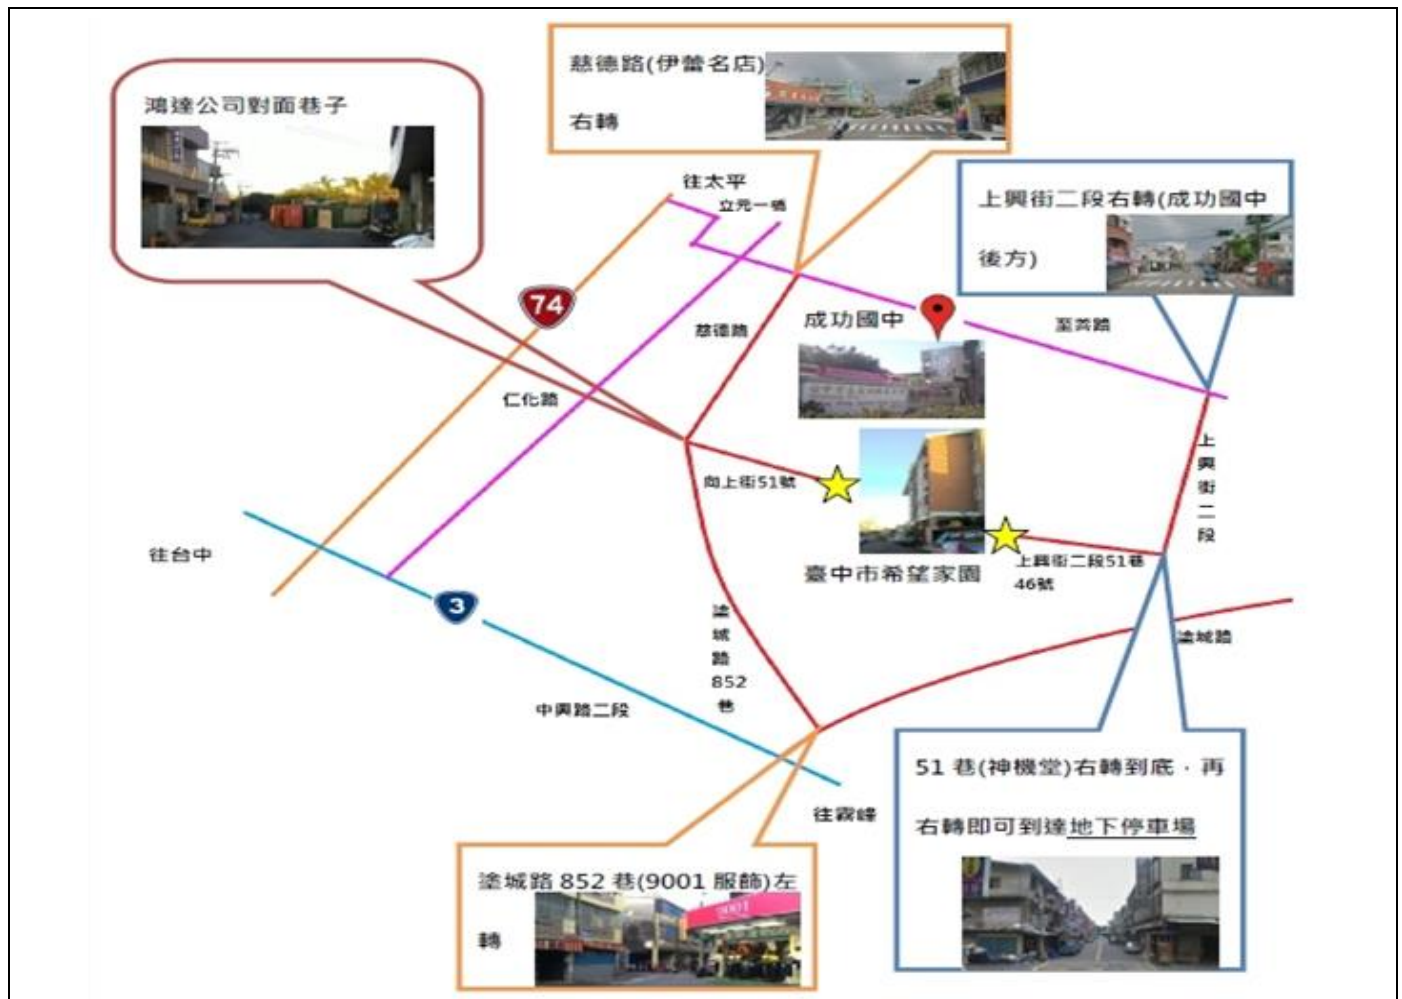 慈德路(伊蕾名店)
右轉
鴻達公司對面巷子
往太平
立元一橋
上興街二段右轉(成功國中
後方)
74
慈德路
成功國中
至善路
仁化路
上興街二段
向上街51號
往台中
臺中市希望家園
上興街二段51巷
46號
3
塗城路852巷
塗城路
中興路二段
往霧峰
51 巷(神機堂)右轉到底，再
右轉即可到達地下停車場
塗城路 852 巷(9001 服飾)左
轉
9001